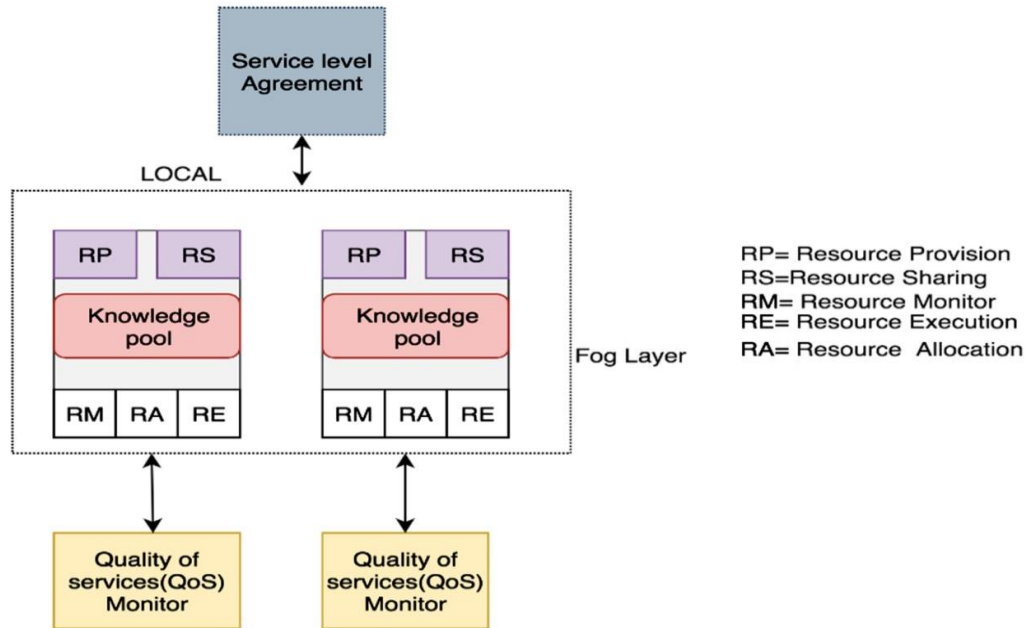 Service level
Agreement
LOCAL
RP
RS
RP
RS
Knowledge
pool
Knowledge
pool
RM
RA
RE
RM
RA
RE
Fog Layer
RP= Resource Provision
RS=Resource Sharing
RM= Resource Monitor
RE= Resource Execution
RA= Resource Allocation
Quality of
services(QoS)
Monitor
Quality of
services(QoS)
Monitor